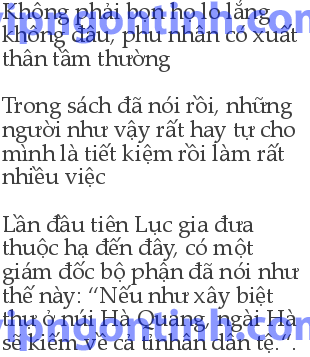 Không phải bọn họ lo lắng
không đâu, phu nhân có xuất
thân tầm thường
Trong sách đã nói rồi, những
người như vậy rất hay tự cho
mình là tiết kiệm rồi làm rất
nhiều việc
Lần đầu tiên Lục gia đưa
thuộc hạ đến đây, có một
giám đốc bộ phận đã nói như
thế này: “Nếu như xây biệt
thự ở núi Hà Quảng, ngài Hà
sẽ kiếm về cả tỉ nhân dân tệ.“.